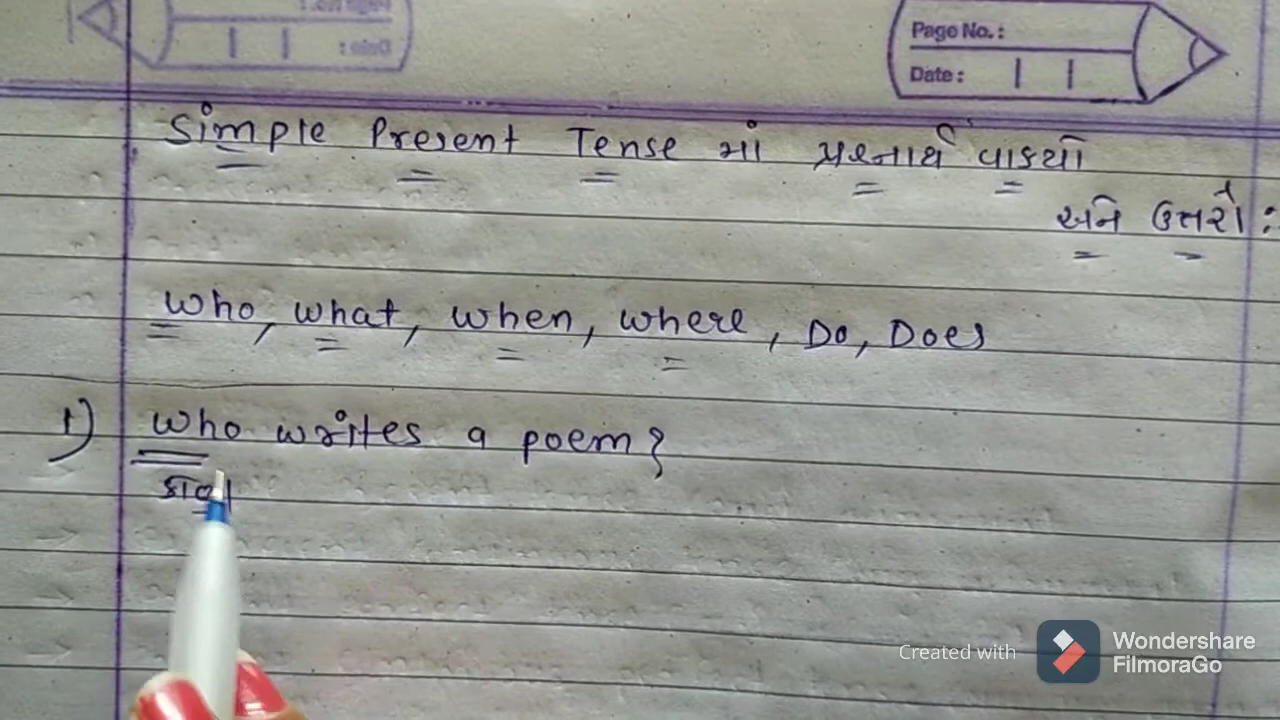 Page No.:
Date:
Simple Present Tense માં પ્રશ્નાર્થ વાક્યો
અને ઉત્તરો:
who, what, when, where, Do, Does
1) who writes a poem?
કોણ
Created with Wondershare FilmoraGo